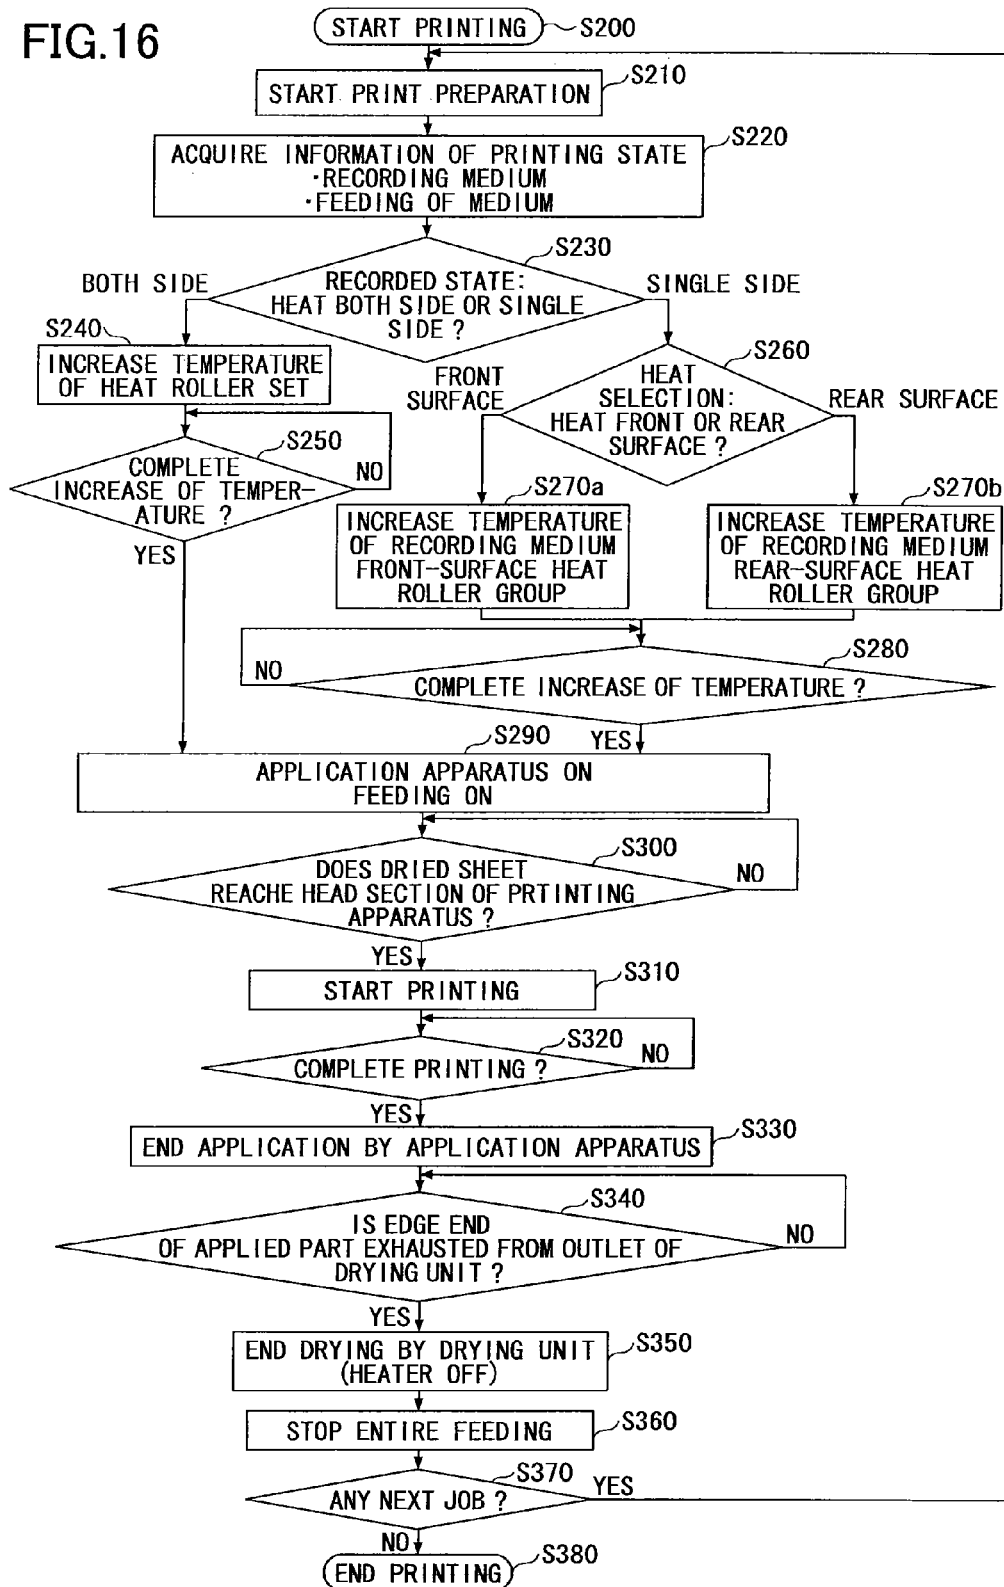 FIG.16
START PRINTING
S200
S210
START PRINT PREPARATION
S220
ACQUIRE INFORMATION OF PRINTING STATE
·RECORDING MEDIUM
·FEEDING OF MEDIUM
S230
RECORDED STATE:
HEAT BOTH SIDE OR SINGLE
SIDE ?
BOTH SIDE
SINGLE SIDE
S240
INCREASE TEMPERATURE
OF HEAT ROLLER SET
S250
COMPLETE
INCREASE OF TEMPER-
ATURE ?
NO
YES
S260
HEAT
SELECTION:
HEAT FRONT OR REAR
SURFACE ?
FRONT
SURFACE
REAR SURFACE
S270a
INCREASE TEMPERATURE
OF RECORDING MEDIUM
FRONT-SURFACE HEAT
ROLLER GROUP
S270b
INCREASE TEMPERATURE
OF RECORDING MEDIUM
REAR-SURFACE HEAT
ROLLER GROUP
S280
NO
COMPLETE INCREASE OF TEMPERATURE ?
YES
S290
APPLICATION APPARATUS ON
FEEDING ON
S300
DOES DRIED SHEET
REACHE HEAD SECTION OF PRTINTING
APPARATUS ?
NO
YES
S310
START PRINTING
S320
COMPLETE PRINTING ?
NO
YES
S330
END APPLICATION BY APPLICATION APPARATUS
S340
IS EDGE END
OF APPLIED PART EXHAUSTED FROM OUTLET OF
DRYING UNIT ?
NO
YES
S350
END DRYING BY DRYING UNIT
(HEATER OFF)
S360
STOP ENTIRE FEEDING
S370
ANY NEXT JOB ?
YES
NO
S380
END PRINTING